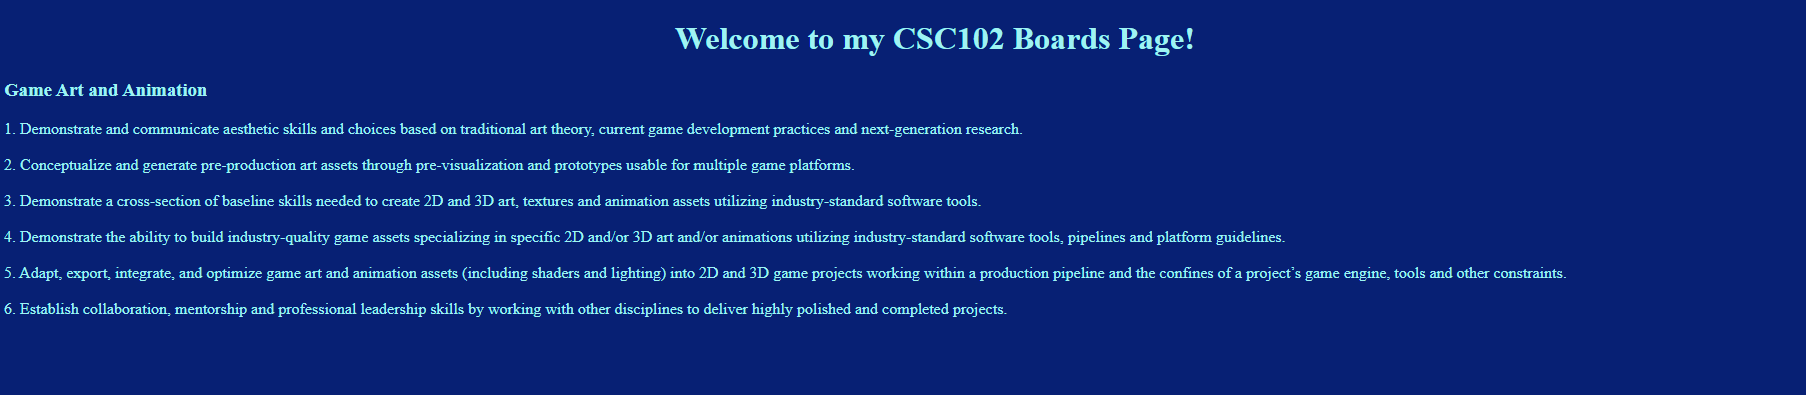 Welcome to my CSC102 Boards Page!
Game Art and Animation
1. Demonstrate and communicate aesthetic skills and choices based on traditional art theory, current game development practices and next-generation research.
2. Conceptualize and generate pre-production art assets through pre-visualization and prototypes usable for multiple game platforms.
3. Demonstrate a cross-section of baseline skills needed to create 2D and 3D art, textures and animation assets utilizing industry-standard software tools.
4. Demonstrate the ability to build industry-quality game assets specializing in specific 2D and/or 3D art and/or animations utilizing industry-standard software tools, pipelines and platform guidelines.
5. Adapt, export, integrate, and optimize game art and animation assets (including shaders and lighting) into 2D and 3D game projects working within a production pipeline and the confines of a project’s game engine, tools and other constraints.
6. Establish collaboration, mentorship and professional leadership skills by working with other disciplines to deliver highly polished and completed projects.